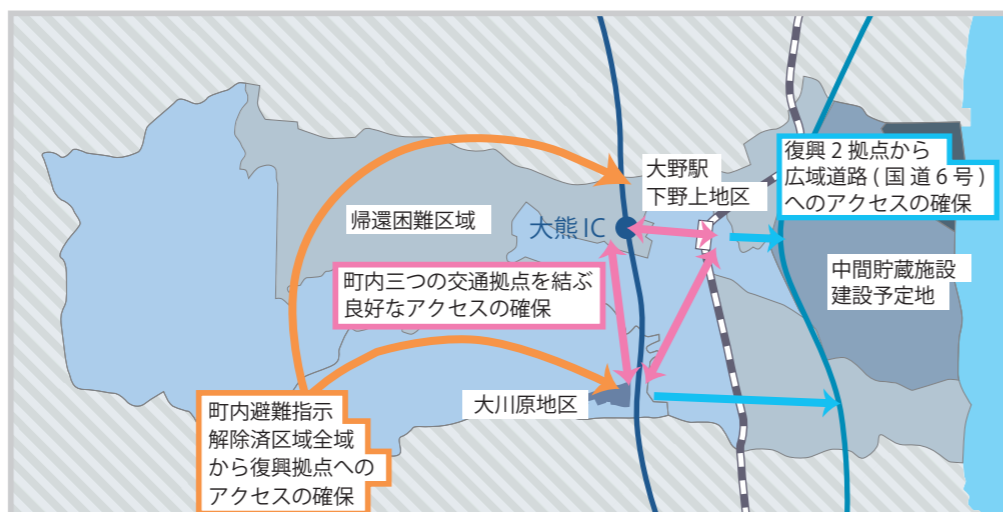 帰還困難区域
大熊IC
大野駅
下野上地区
復興2拠点から
広域道路(国道6号)
へのアクセスの確保
町内三つの交通拠点を結ぶ
良好なアクセスの確保
中間貯蔵施設
建設予定地
大川原地区
町内避難指示
解除済区域全域
から復興拠点への
アクセスの確保